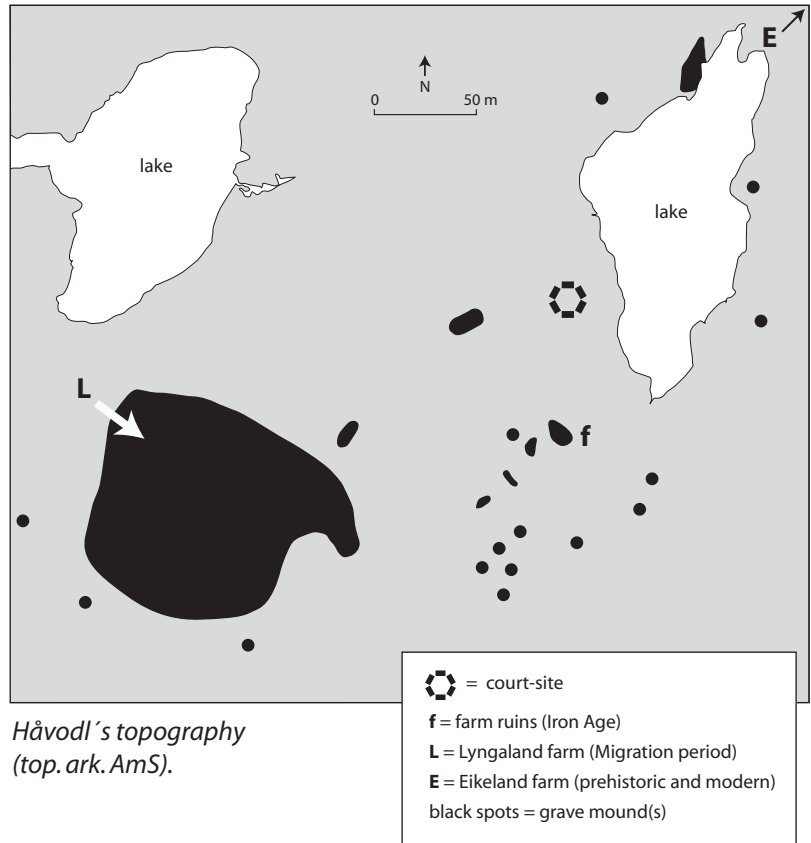 E
N
0 50 m
lake
lake
L
f
= court-site
f = farm ruins (Iron Age)
L = Lyngaland farm (Migration period)
E = Eikeland farm (prehistoric and modern)
black spots = grave mound(s)
Håvodl´s topography
(top. ark. AmS).